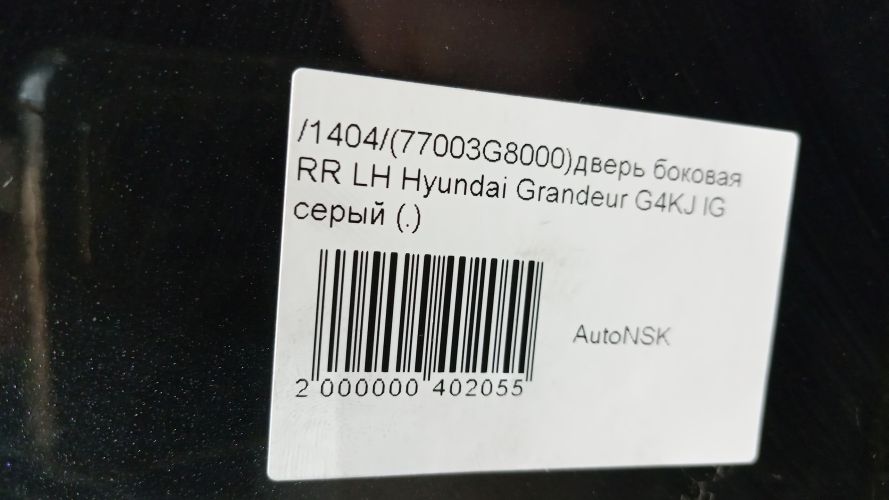 /1404/(77003G8000)дверь боковая
RR LH Hyundai Grandeur G4KJ IG
серый (.)
AutoNSK
2 000000 402055